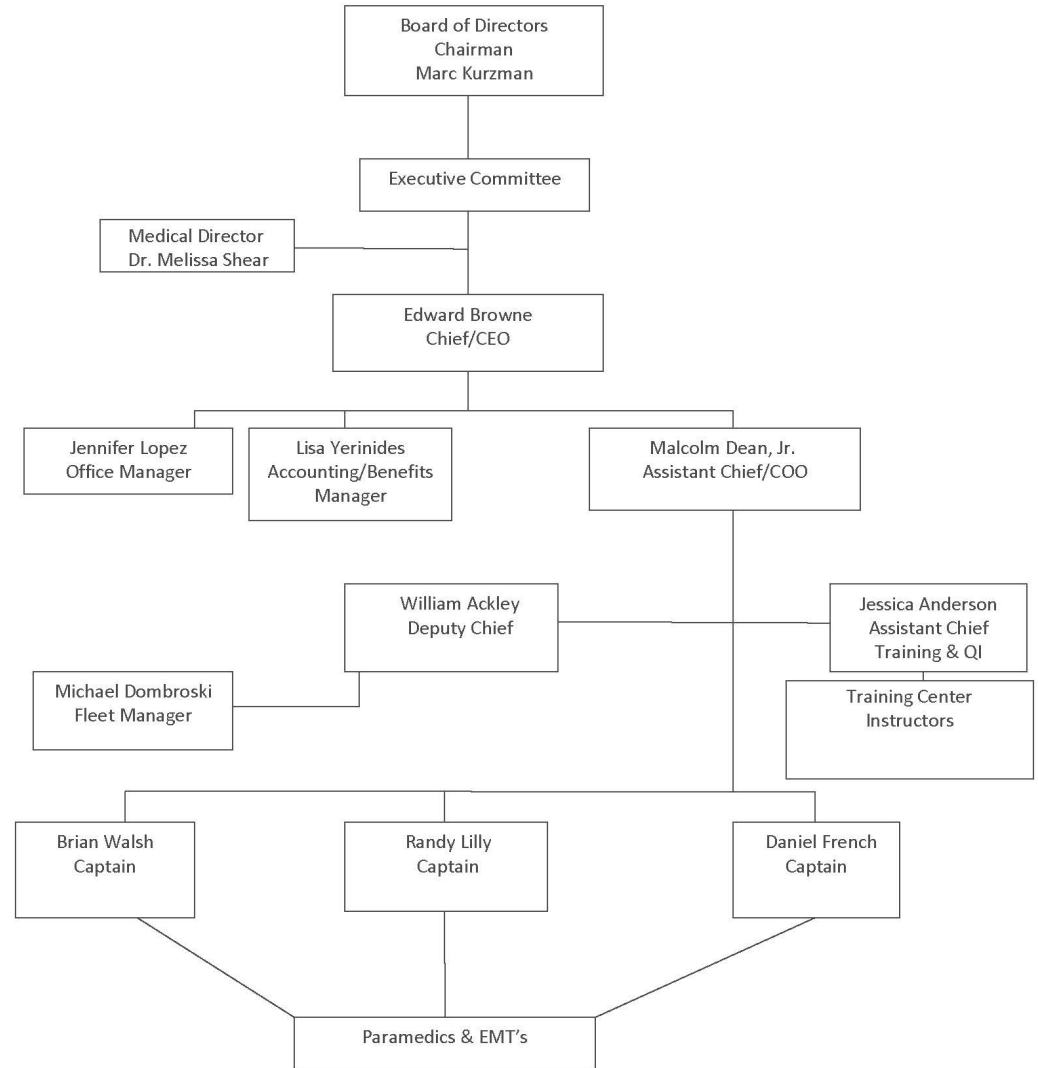 Board of Directors
Chairman
Marc Kurzman
Executive Committee
Medical Director
Dr. Melissa Shear
Edward Browne
Chief/CEO
Jennifer Lopez
Office Manager
Lisa Yerinides
Accounting/Benefits
Manager
Malcolm Dean, Jr.
Assistant Chief/COO
William Ackley
Deputy Chief
Jessica Anderson
Assistant Chief
Training & QI
Michael Dombroski
Fleet Manager
Training Center
Instructors
Brian Walsh
Captain
Randy Lilly
Captain
Daniel French
Captain
Paramedics & EMT’s